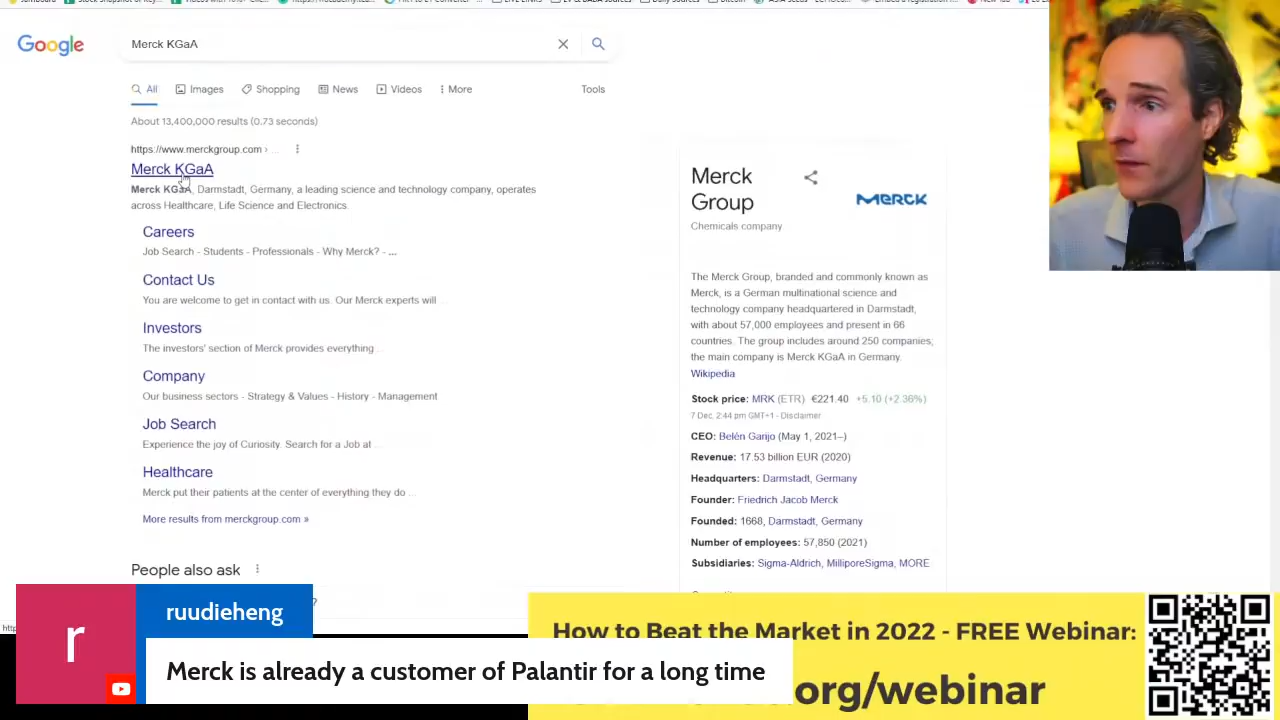 Google
Merck KGaA
All Images Shopping News Videos More Tools
About 13,400,000 results (0.73 seconds)
https://www.merckgroup.com › ...
Merck KGaA
Merck KGaA, Darmstadt, Germany, a leading science and technology company, operates
across Healthcare, Life Science and Electronics.
Careers
Job Search - Students - Professionals - Why Merck? - ...
Contact Us
You are welcome to get in contact with us. Our Merck experts will ...
Investors
The investors' section of Merck provides everything ...
Company
Our business sectors - Strategy & Values - History - Management
Job Search
Experience the joy of Curiosity. Search for a Job at ...
Healthcare
Merck put their patients at the center of everything they do ...
More results from merckgroup.com »
People also ask
Merck
Group
MERCK
Chemicals company
The Merck Group, branded and commonly known as
Merck, is a German multinational science and
technology company headquartered in Darmstadt,
with about 57,000 employees and present in 66
countries. The group includes around 250 companies;
the main company is Merck KGaA in Germany.
Wikipedia
Stock price: MRK (ETR) €221.40 +5.10 (+2.36%)
7 Dec, 2:44 pm GMT+1 - Disclaimer
CEO: Belén Garijo (May 1, 2021–)
Revenue: 17.53 billion EUR (2020)
Headquarters: Darmstadt, Germany
Founder: Friedrich Jacob Merck
Founded: 1668, Darmstadt, Germany
Number of employees: 57,850 (2021)
Subsidiaries: Sigma-Aldrich, MilliporeSigma, MORE
r
ruudieheng
Merck is already a customer of Palantir for a long time
How to Beat the Market in 2022 - FREE Webinar:
org/webinar